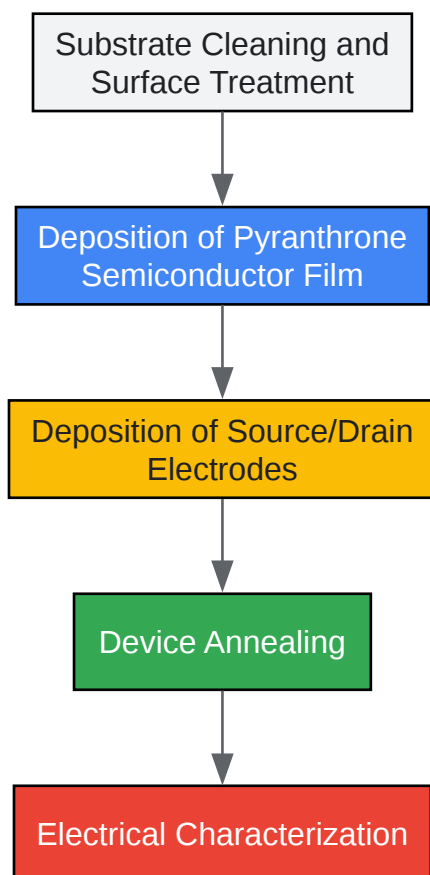 Substrate Cleaning and
Surface Treatment
Deposition of Pyranthrone
Semiconductor Film
Deposition of Source/Drain
Electrodes
Device Annealing
Electrical Characterization